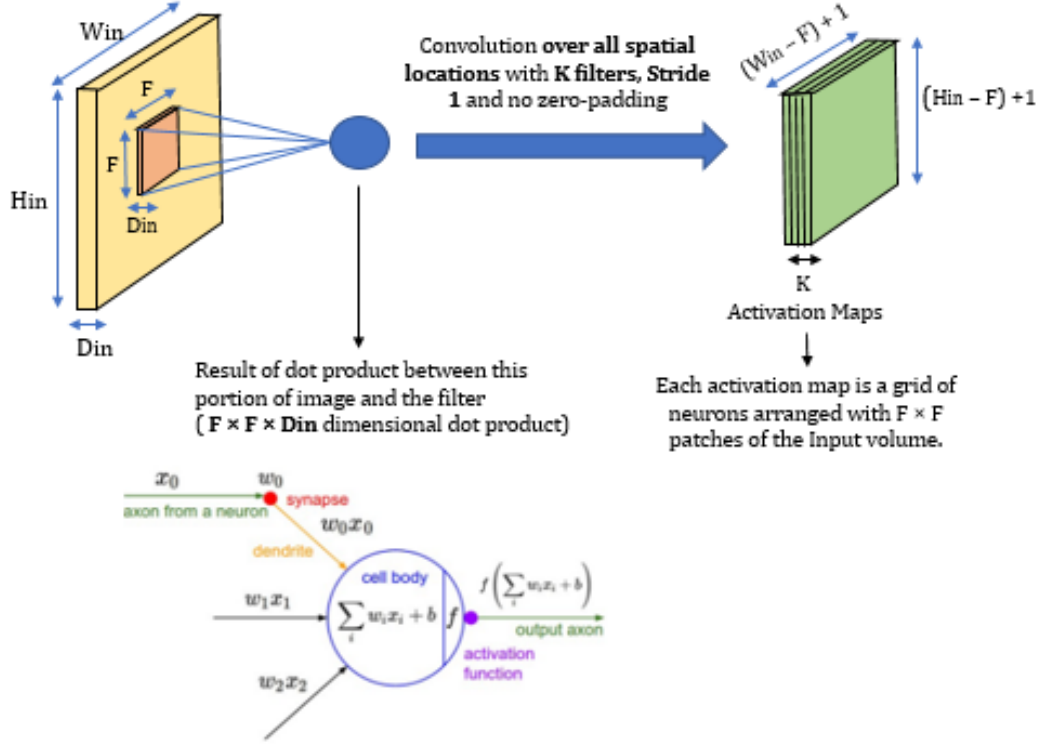 Win
Convolution over all spatial
locations with K filters, Stride
1 and no zero-padding
(Win – F) + 1
(Hin – F) +1
F
F
Hin
Din
Din
K
Activation Maps
Result of dot product between this
portion of image and the filter
( F × F × Din dimensional dot product)
Each activation map is a grid of
neurons arranged with F × F
patches of the Input volume.
x₀
w₀
synapse
axon from a neuron
w₀x₀
dendrite
cell body
f(∑ᵢ wᵢxᵢ + b)
w₁x₁
∑ᵢ wᵢxᵢ + b
f
output axon
activation
function
w₂x₂